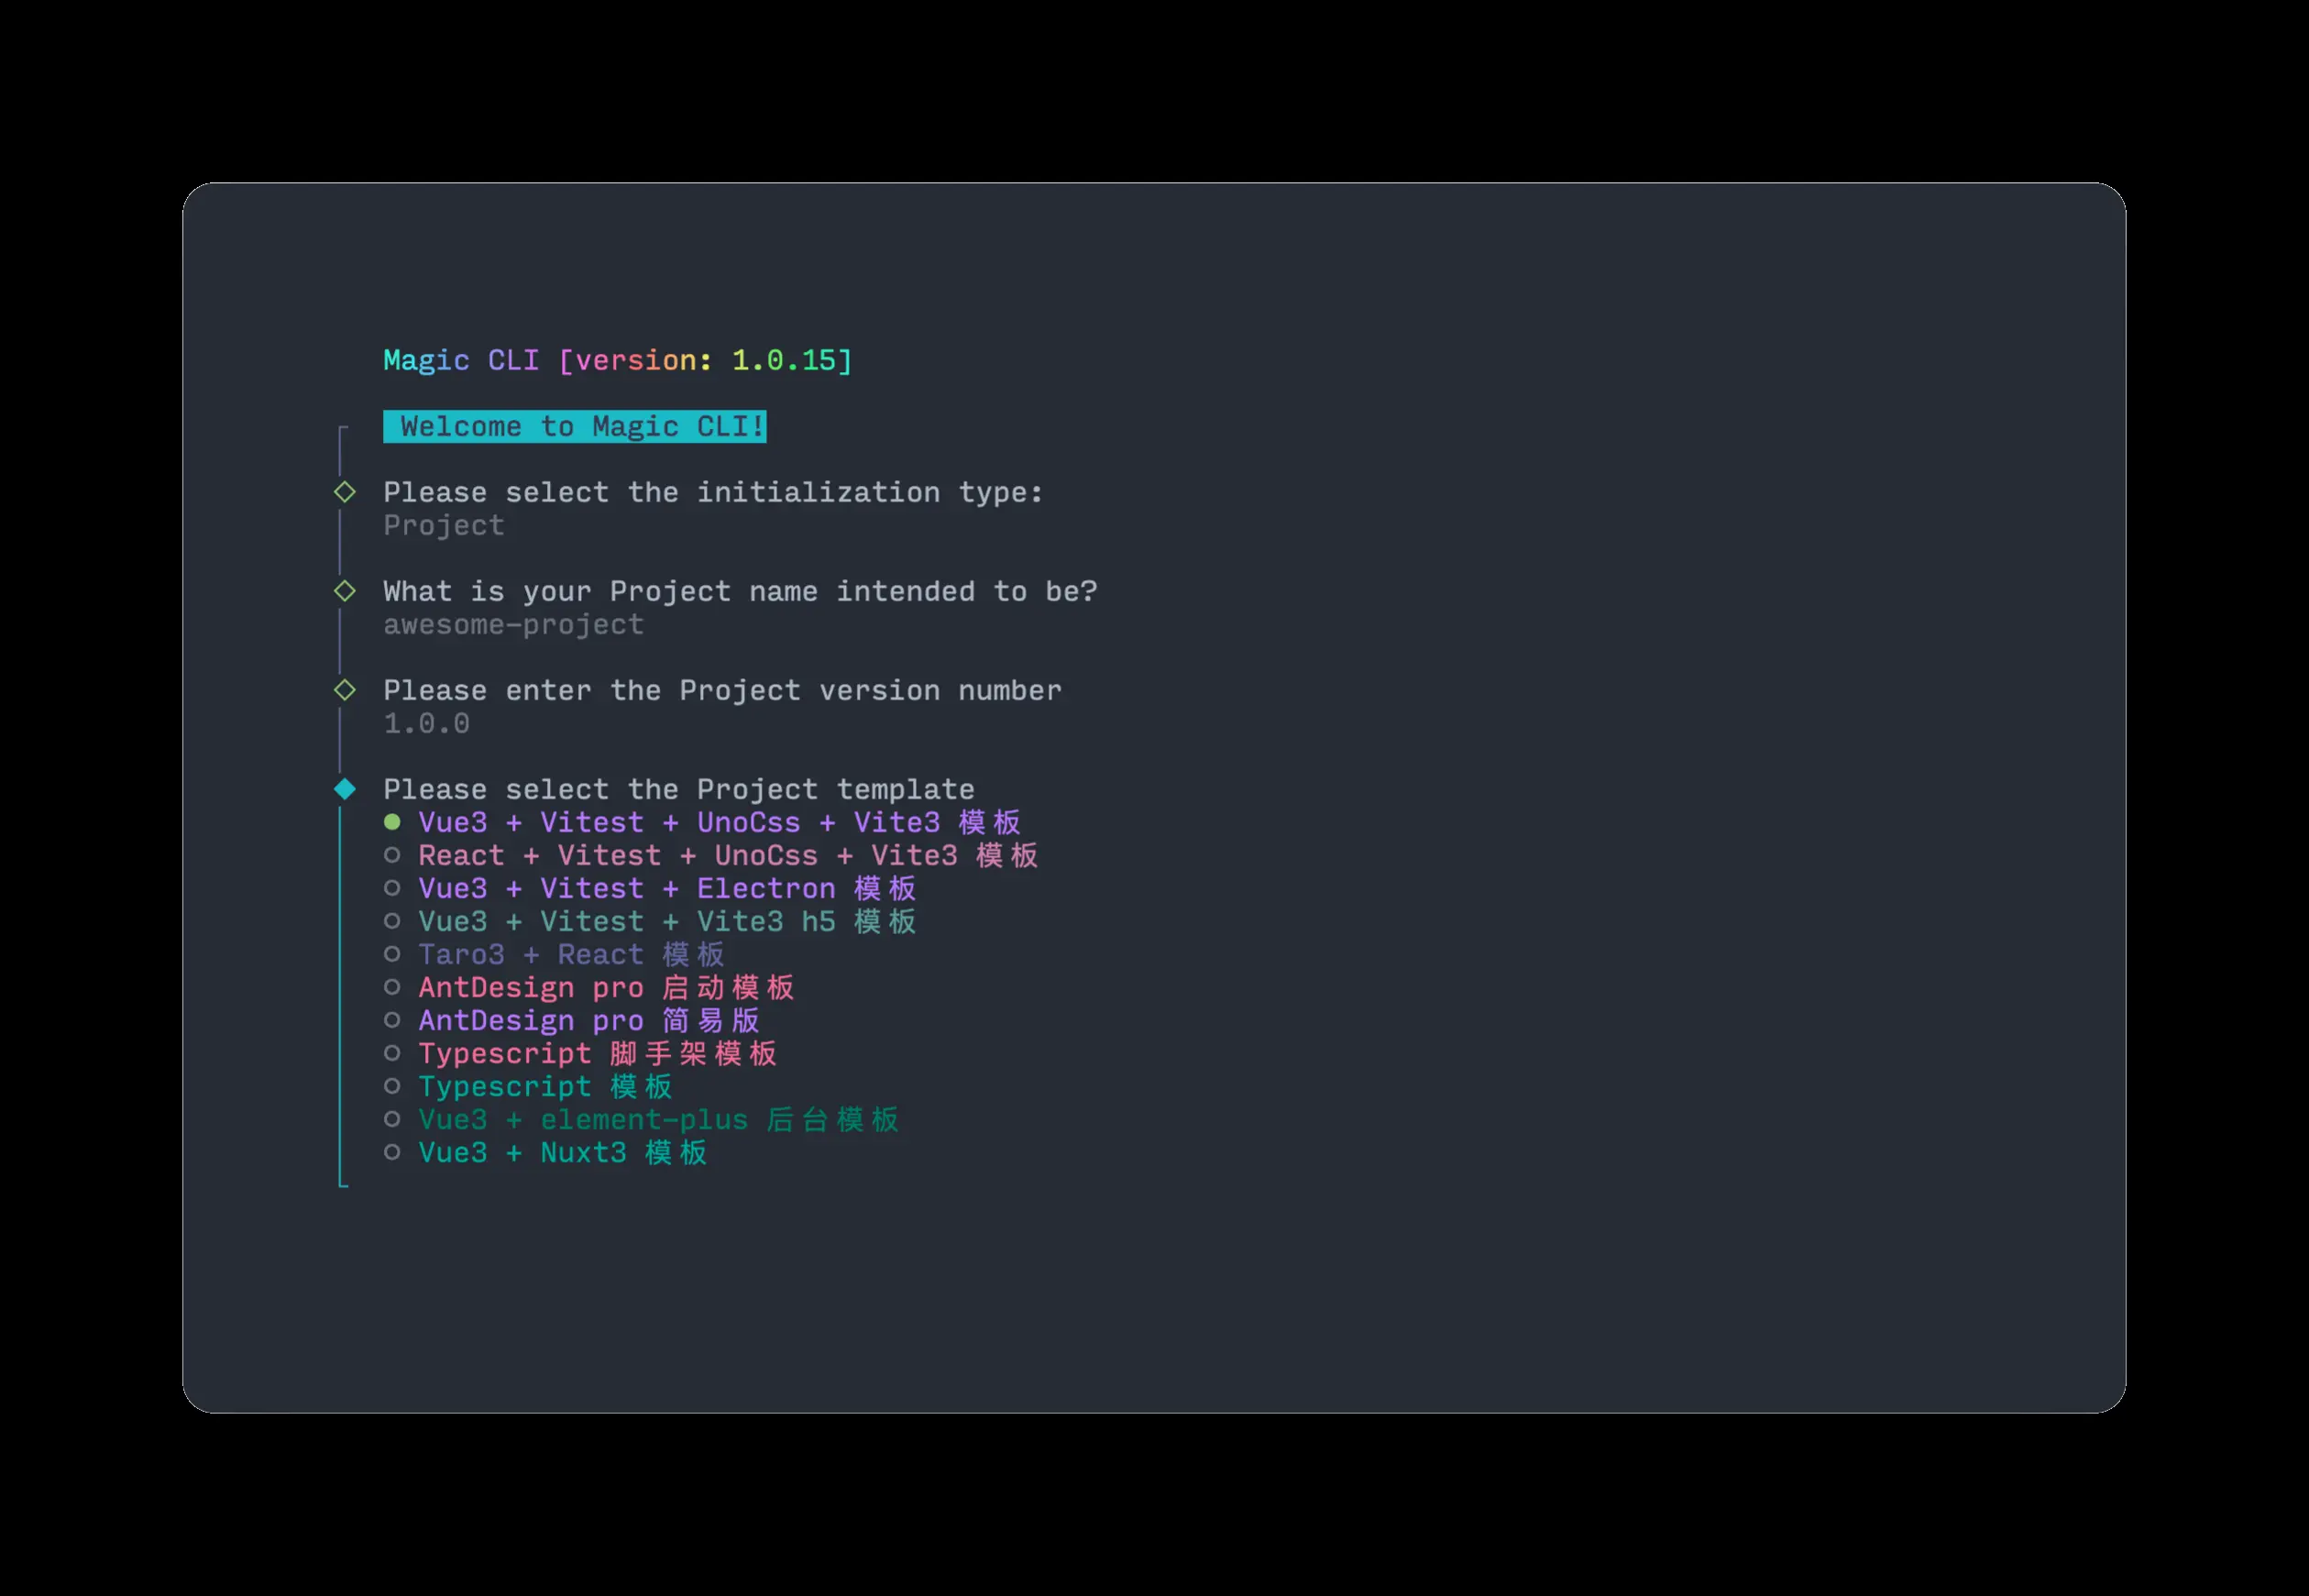 Magic CLI [version: 1.0.15]
Welcome to Magic CLI!
Please select the initialization type:
Project
What is your Project name intended to be?
awesome-project
Please enter the Project version number
1.0.0
Please select the Project template
Vue3 + Vitest + UnoCss + Vite3 模板
React + Vitest + UnoCss + Vite3 模板
Vue3 + Vitest + Electron 模板
Vue3 + Vitest + Vite3 h5 模板
Taro3 + React 模板
AntDesign pro 启动模板
AntDesign pro 简易版
Typescript 脚手架模板
Typescript 模板
Vue3 + element-plus 后台模板
Vue3 + Nuxt3 模板